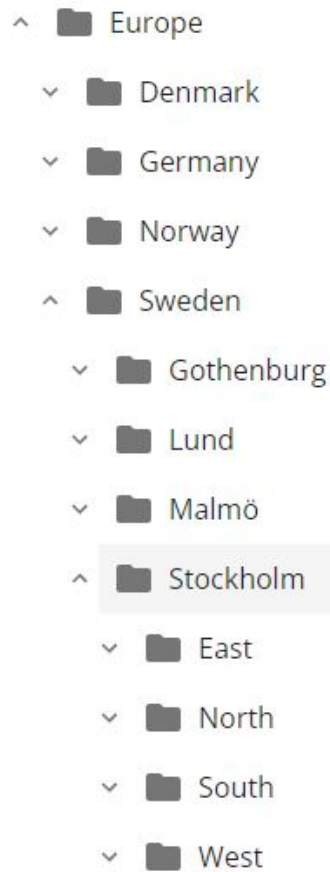 Europe
Denmark
Germany
Norway
Sweden
Gothenburg
Lund
Malmö
Stockholm
East
North
South
West